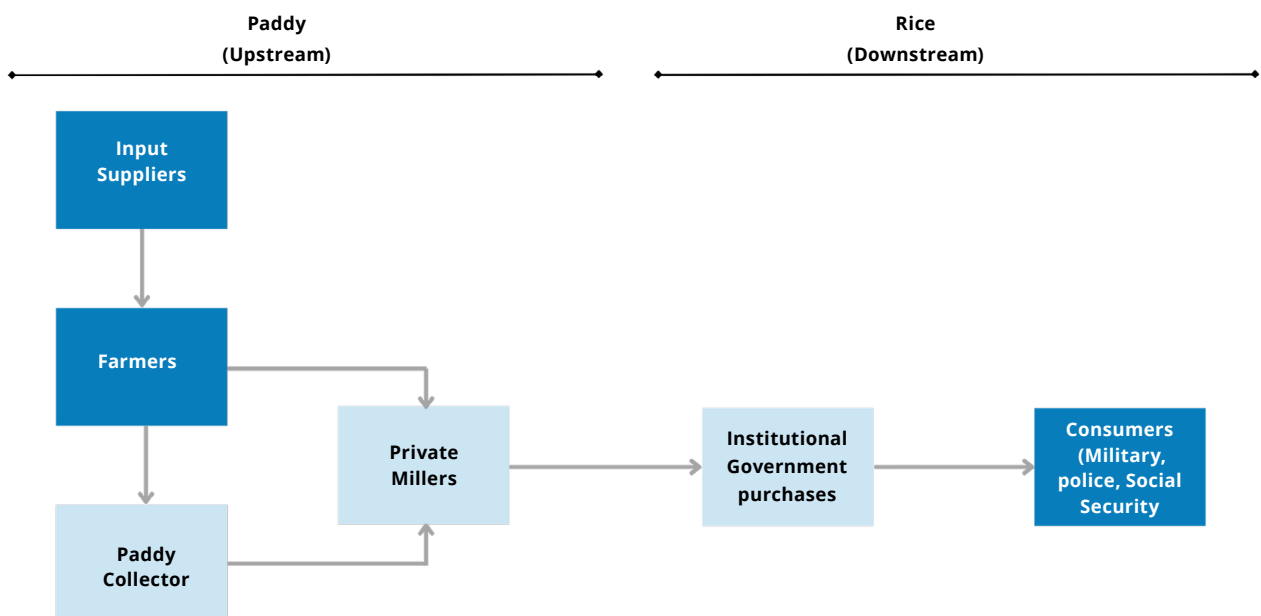 Paddy
(Upstream)
Rice
(Downstream)
Input
Suppliers
Farmers
Private
Millers
Institutional
Government
purchases
Consumers
(Military,
police, Social
Security
Paddy
Collector